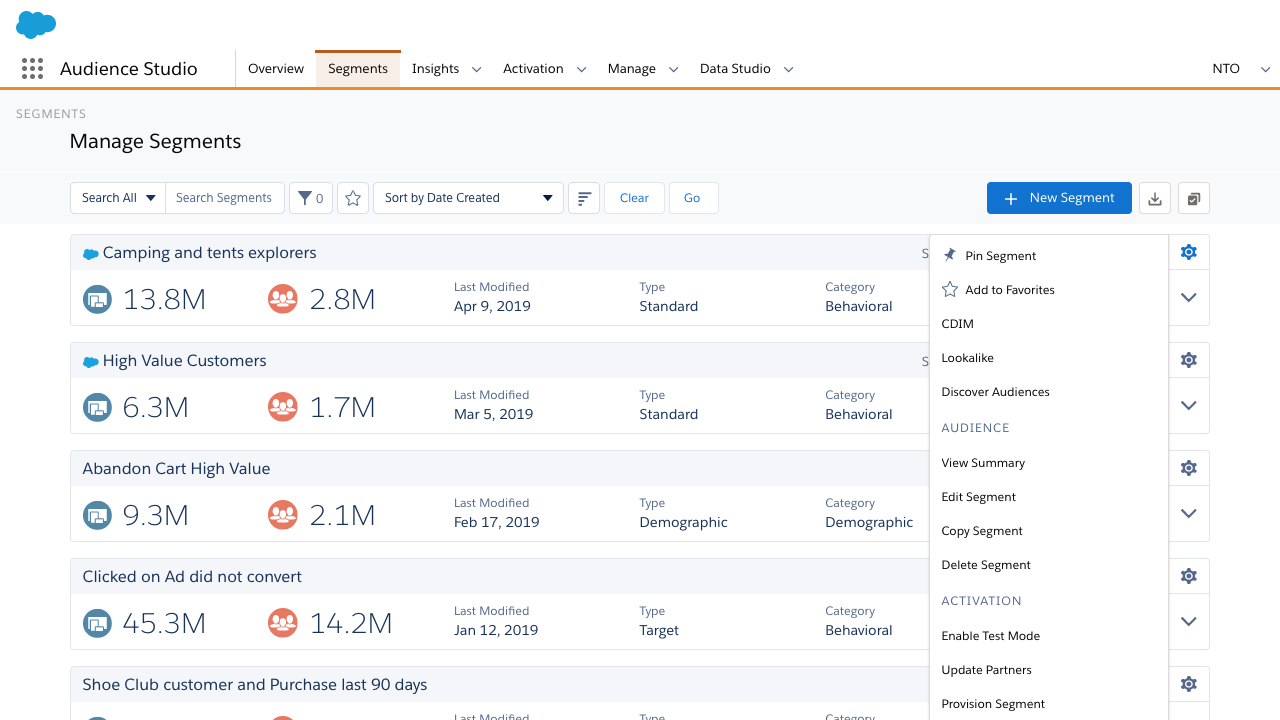 Audience Studio
Overview
Segments
Insights
Activation
Manage
Data Studio
NTO
SEGMENTS
Manage Segments
Search All
Search Segments
0
Sort by Date Created
Clear
Go
+ New Segment
Camping and tents explorers
S
13.8M
2.8M
Last Modified
Apr 9, 2019
Type
Standard
Category
Behavioral
High Value Customers
S
6.3M
1.7M
Last Modified
Mar 5, 2019
Type
Standard
Category
Behavioral
Abandon Cart High Value
9.3M
2.1M
Last Modified
Feb 17, 2019
Type
Demographic
Category
Demographic
Clicked on Ad did not convert
45.3M
14.2M
Last Modified
Jan 12, 2019
Type
Target
Category
Behavioral
Shoe Club customer and Purchase last 90 days
Last Modified
Type
Category
Pin Segment
Add to Favorites
CDIM
Lookalike
Discover Audiences
AUDIENCE
View Summary
Edit Segment
Copy Segment
Delete Segment
ACTIVATION
Enable Test Mode
Update Partners
Provision Segment